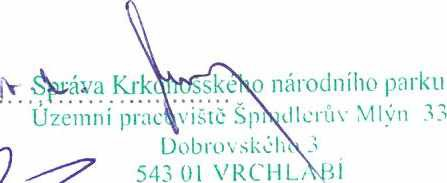 Správa Krkonošského národního parku
Územní pracoviště Špindlerův Mlýn 33
Dobrovského 3
543 01 VRCHLABÍ